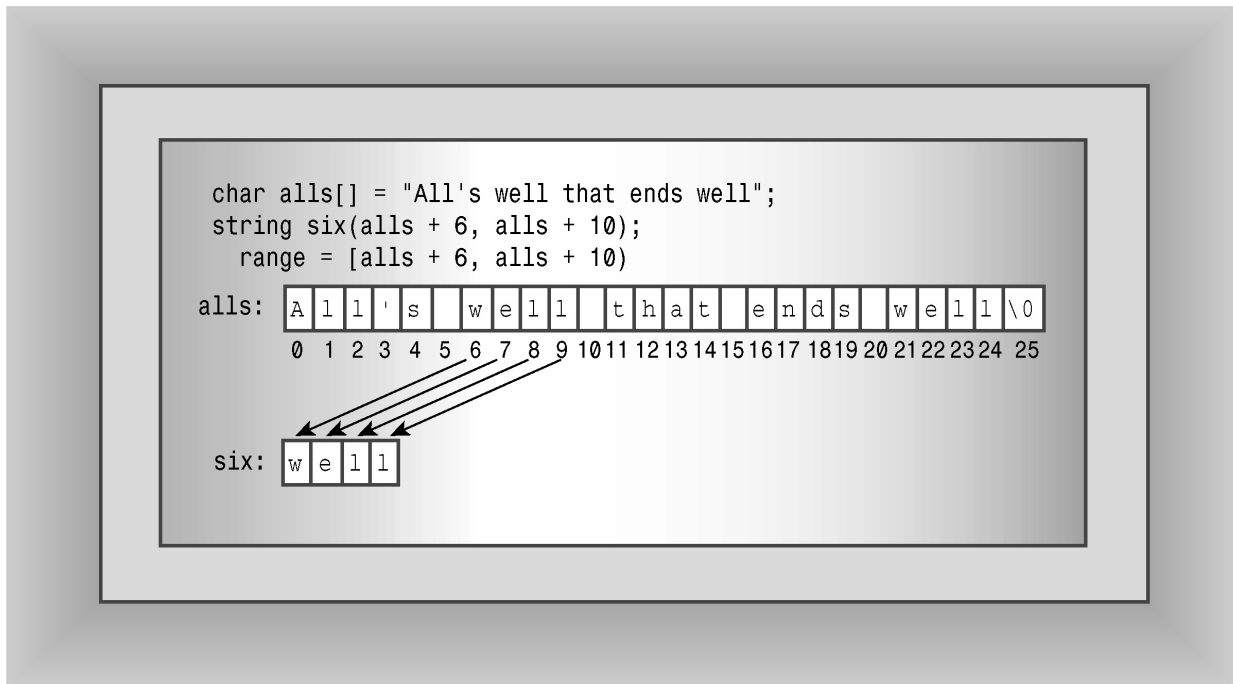 char alls[] = "All's well that ends well";
string six(alls + 6, alls + 10);
range = [alls + 6, alls + 10)
alls: A l l ' s w e l l t h a t e n d s w e l l \0
0 1 2 3 4 5 6 7 8 9 10 11 12 13 14 15 16 17 18 19 20 21 22 23 24 25
six: w e l l